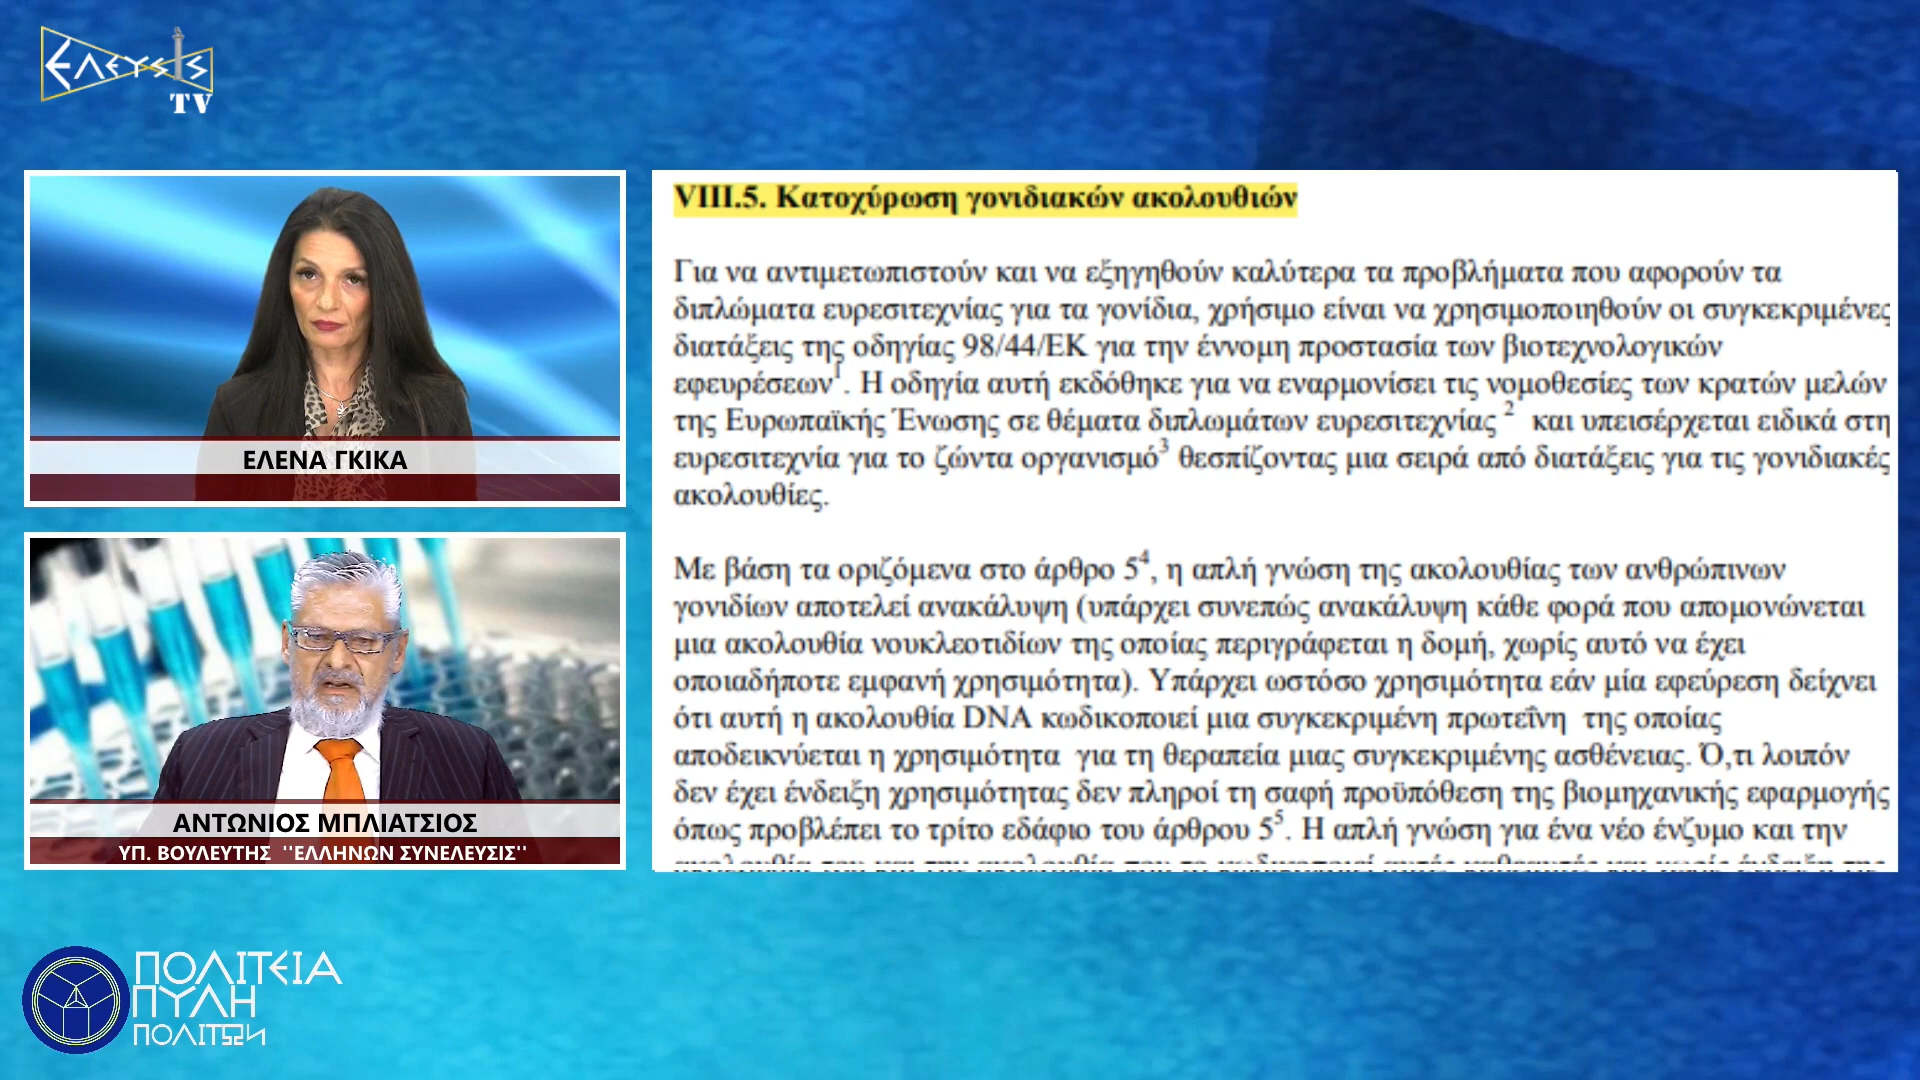 ΕΛΕΥΣΙΣ
TV
ΕΛΕΝΑ ΓΚΙΚΑ
ΑΝΤΩΝΙΟΣ ΜΠΛΙΑΤΣΙΟΣ
ΥΠ. ΒΟΥΛΕΥΤΗΣ ''ΕΛΛΗΝΩΝ ΣΥΝΕΛΕΥΣΙΣ''
VIII.5. Κατοχύρωση γονιδιακών ακολουθιών
Για να αντιμετωπιστούν και να εξηγηθούν καλύτερα τα προβλήματα που αφορούν τα
διπλώματα ευρεσιτεχνίας για τα γονίδια, χρήσιμο είναι να χρησιμοποιηθούν οι συγκεκριμένες
διατάξεις της οδηγίας 98/44/ΕΚ για την έννομη προστασία των βιοτεχνολογικών
εφευρέσεων¹. Η οδηγία αυτή εκδόθηκε για να εναρμονίσει τις νομοθεσίες των κρατών μελών
της Ευρωπαϊκής Ένωσης σε θέματα διπλωμάτων ευρεσιτεχνίας ² και υπεισέρχεται ειδικά στη
ευρεσιτεχνία για το ζώντα οργανισμό³ θεσπίζοντας μια σειρά από διατάξεις για τις γονιδιακές
ακολουθίες.
Με βάση τα οριζόμενα στο άρθρο 5⁴, η απλή γνώση της ακολουθίας των ανθρώπινων
γονιδίων αποτελεί ανακάλυψη (υπάρχει συνεπώς ανακάλυψη κάθε φορά που απομονώνεται
μια ακολουθία νουκλεοτιδίων της οποίας περιγράφεται η δομή, χωρίς αυτό να έχει
οποιαδήποτε εμφανή χρησιμότητα). Υπάρχει ωστόσο χρησιμότητα εάν μία εφεύρεση δείχνει
ότι αυτή η ακολουθία DNA κωδικοποιεί μια συγκεκριμένη πρωτεΐνη της οποίας
αποδεικνύεται η χρησιμότητα για τη θεραπεία μιας συγκεκριμένης ασθένειας. Ό,τι λοιπόν
δεν έχει ένδειξη χρησιμότητας δεν πληροί τη σαφή προϋπόθεση της βιομηχανικής εφαρμογής
όπως προβλέπει το τρίτο εδάφιο του άρθρου 5⁵. Η απλή γνώση για ένα νέο ένζυμο και την
ΠΟΛΙΤΕΙΑ
ΠΥΛΗ
ΠΟΛΙΤΩΝ